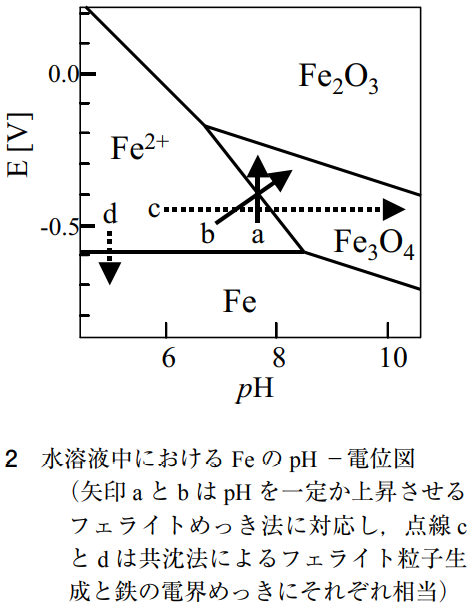 0.0
Fe2O3
E [V]
Fe2+
d
c
-0.5
b
a
Fe3O4
Fe
6
8
10
pH
2 水溶液中における Fe の pH－電位図
（矢印 a と b は pH を一定か上昇させる
フェライトめっき法に対応し，点線 c
と d は共沈法によるフェライト粒子生
成と鉄の電界めっきにそれぞれ相当）